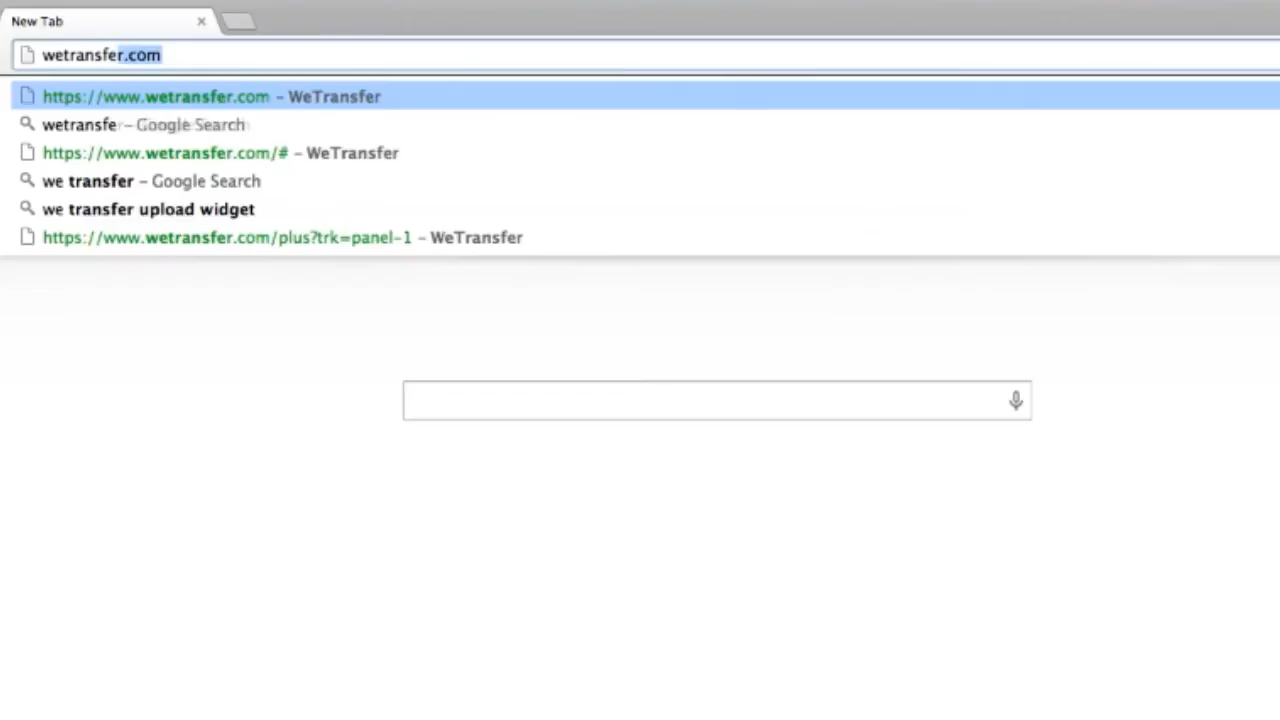 New Tab
wetransfer.com
https://www.wetransfer.com – WeTransfer
wetransfe – Google Search
https://www.wetransfer.com/# – WeTransfer
we transfer – Google Search
we transfer upload widget
https://www.wetransfer.com/plus?trk=panel-1 – WeTransfer